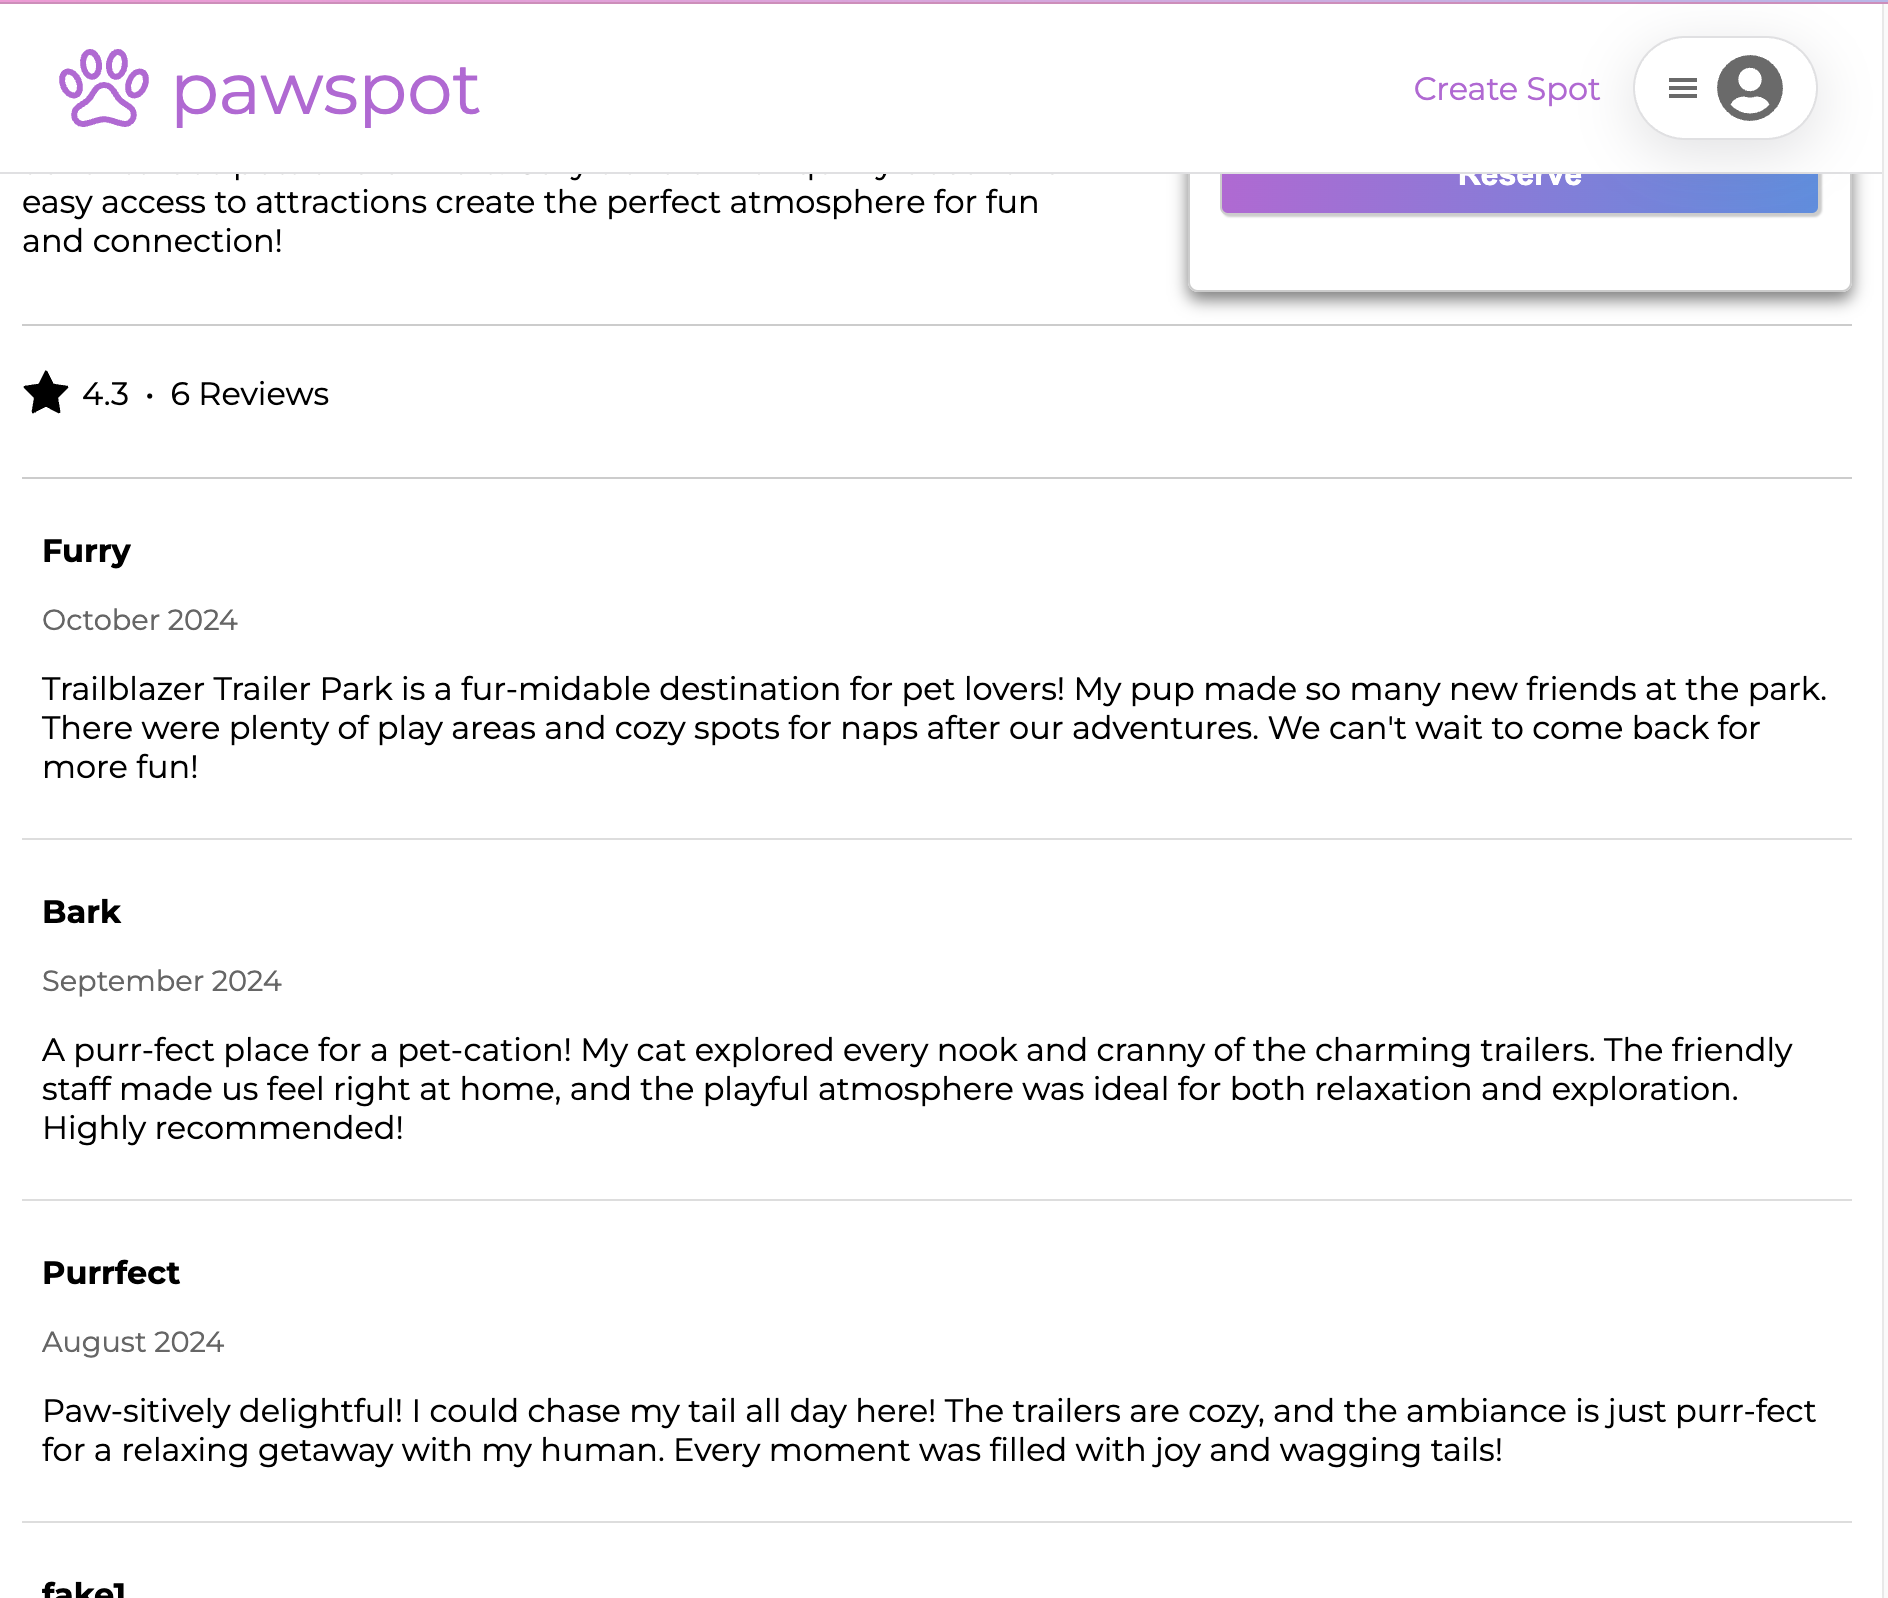 pawspot
Create Spot
Reserve
easy access to attractions create the perfect atmosphere for fun
and connection!
4.3 · 6 Reviews
Furry
October 2024
Trailblazer Trailer Park is a fur-midable destination for pet lovers! My pup made so many new friends at the park.
There were plenty of play areas and cozy spots for naps after our adventures. We can't wait to come back for
more fun!
Bark
September 2024
A purr-fect place for a pet-cation! My cat explored every nook and cranny of the charming trailers. The friendly
staff made us feel right at home, and the playful atmosphere was ideal for both relaxation and exploration.
Highly recommended!
Purrfect
August 2024
Paw-sitively delightful! I could chase my tail all day here! The trailers are cozy, and the ambiance is just purr-fect
for a relaxing getaway with my human. Every moment was filled with joy and wagging tails!
fake1